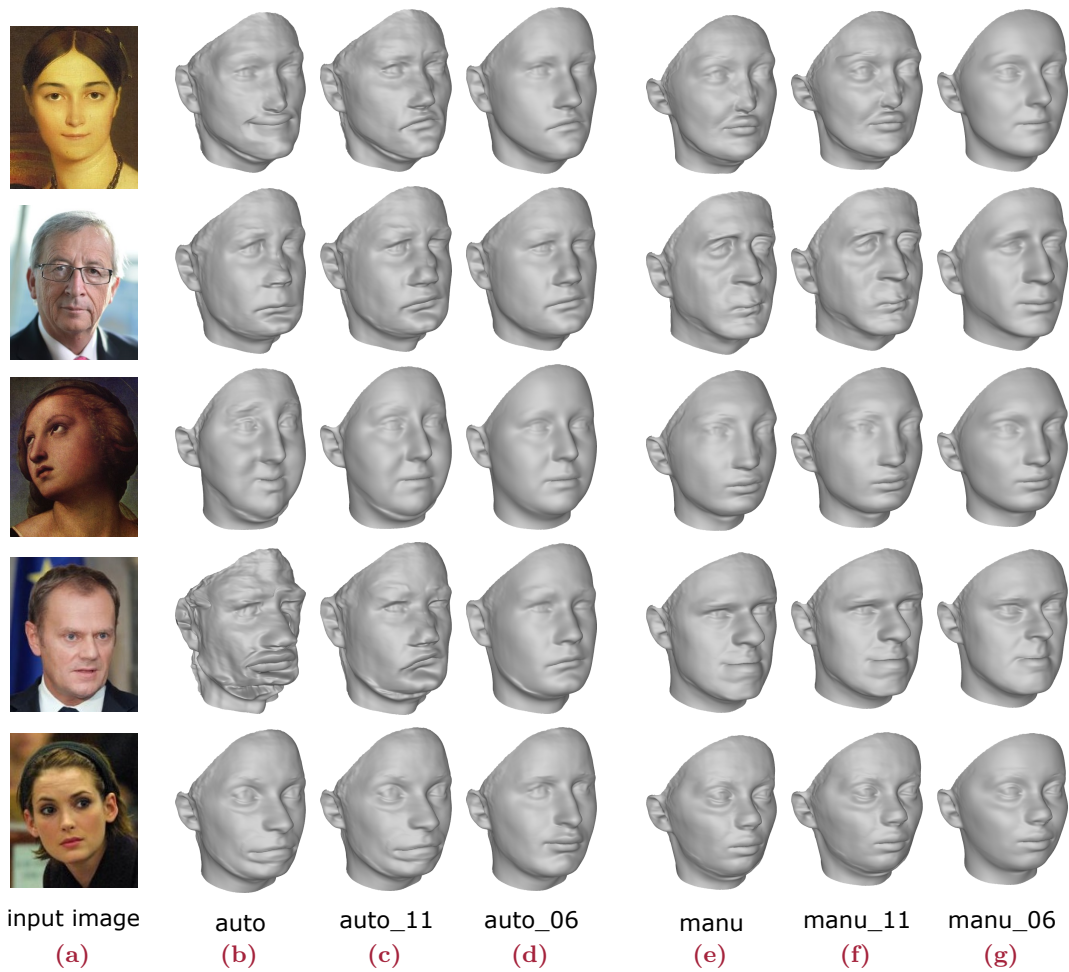 input image auto auto_11 auto_06 manu manu_11 manu_06
(a) (b) (c) (d) (e) (f) (g)